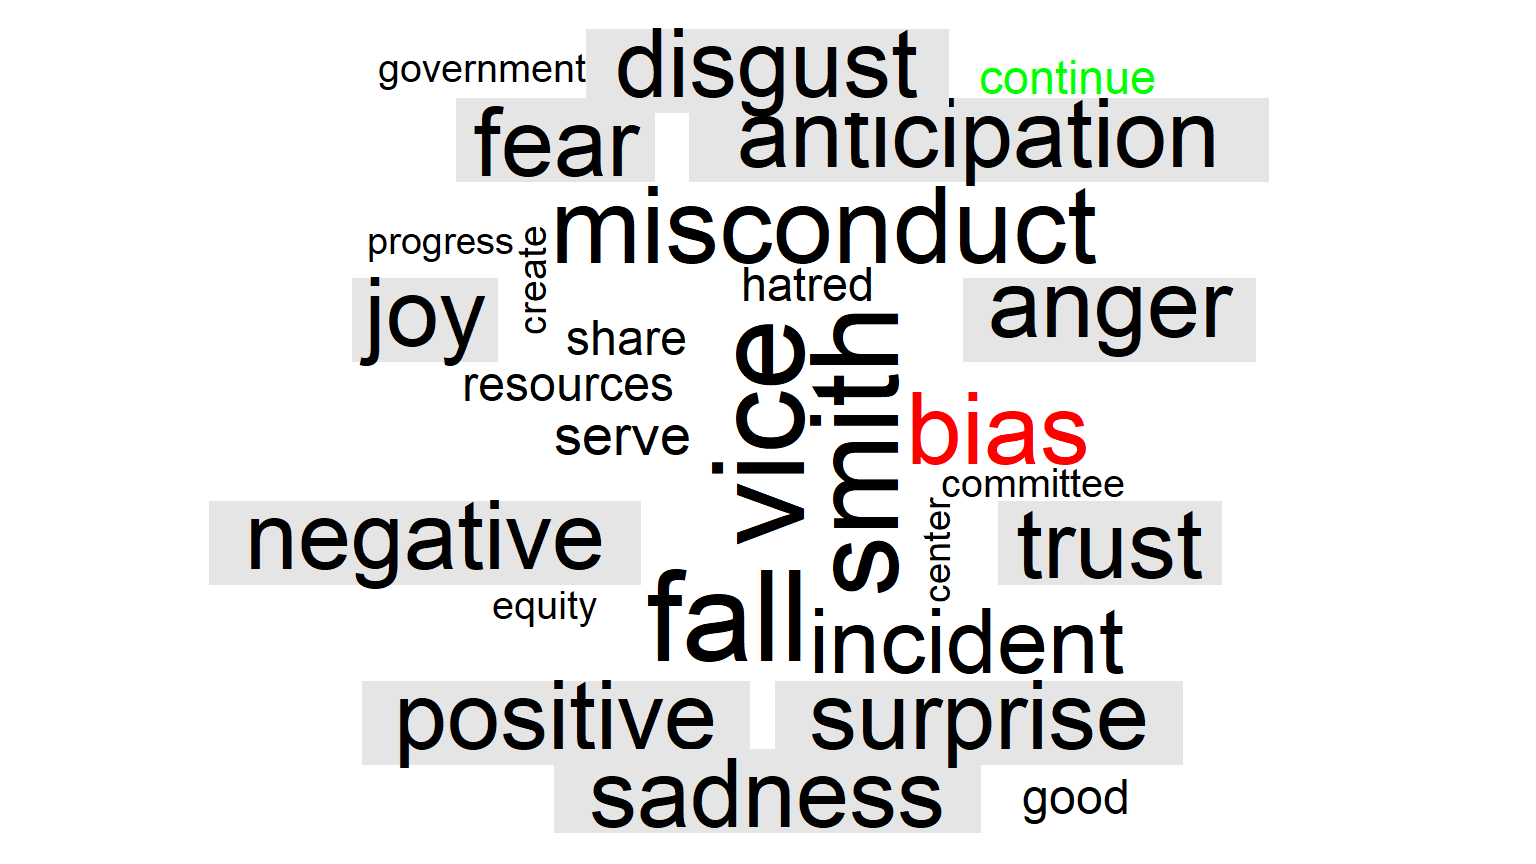 disgust
government
continue
fear
anticipation
misconduct
progress
create
hatred
joy
anger
share
resources
vice
smith
bias
serve
committee
center
negative
trust
equity
fall
incident
positive
surprise
sadness
good